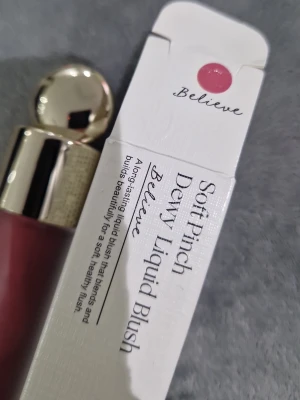 Believe
Soft Pinch
Dewy Liquid Blush
Believe
A long-lasting liquid blush that blends and
builds beautifully for a soft, healthy flush.